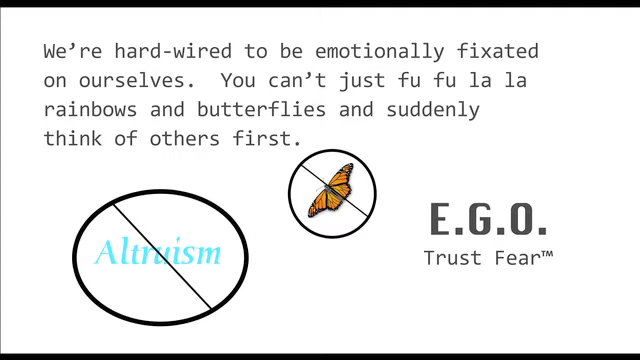 We’re hard-wired to be emotionally fixated
on ourselves.  You can’t just fu fu la la
rainbows and butterflies and suddenly
think of others first.
Altruism
E.G.O.
Trust Fear™